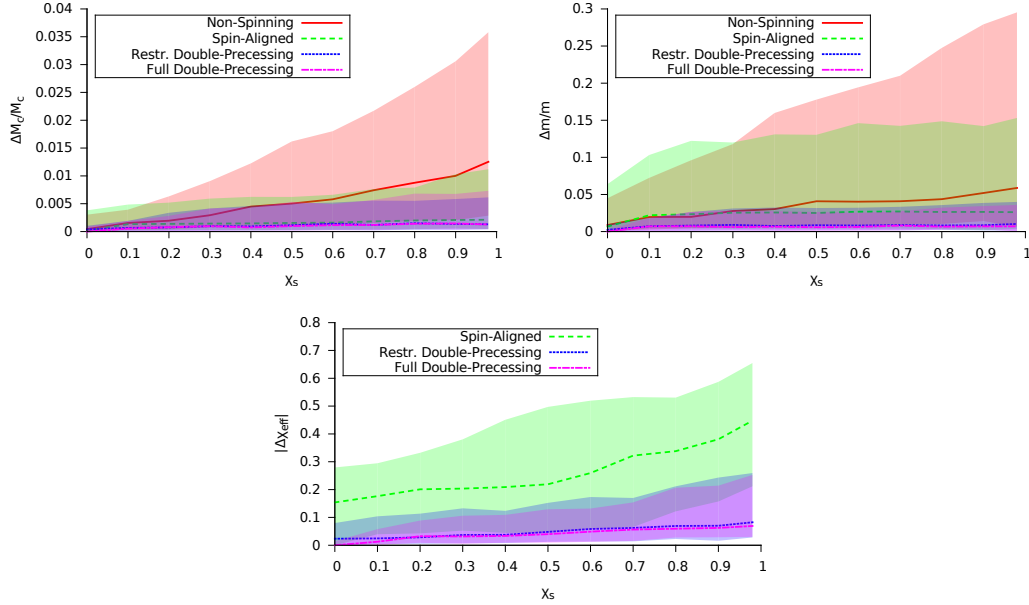 Non-Spinning
Spin-Aligned
Restr. Double-Precessing
Full Double-Precessing
0.04
0.035
0.03
0.025
0.02
0.015
0.01
0.005
0
ΔMc/Mc
0 0.1 0.2 0.3 0.4 0.5 0.6 0.7 0.8 0.9 1
χs
Non-Spinning
Spin-Aligned
Restr. Double-Precessing
Full Double-Precessing
0.3
0.25
0.2
0.15
0.1
0.05
0
Δm/m
0 0.1 0.2 0.3 0.4 0.5 0.6 0.7 0.8 0.9 1
χs
Spin-Aligned
Restr. Double-Precessing
Full Double-Precessing
0.8
0.7
0.6
0.5
0.4
0.3
0.2
0.1
0
|Δχeff|
0 0.1 0.2 0.3 0.4 0.5 0.6 0.7 0.8 0.9 1
χs